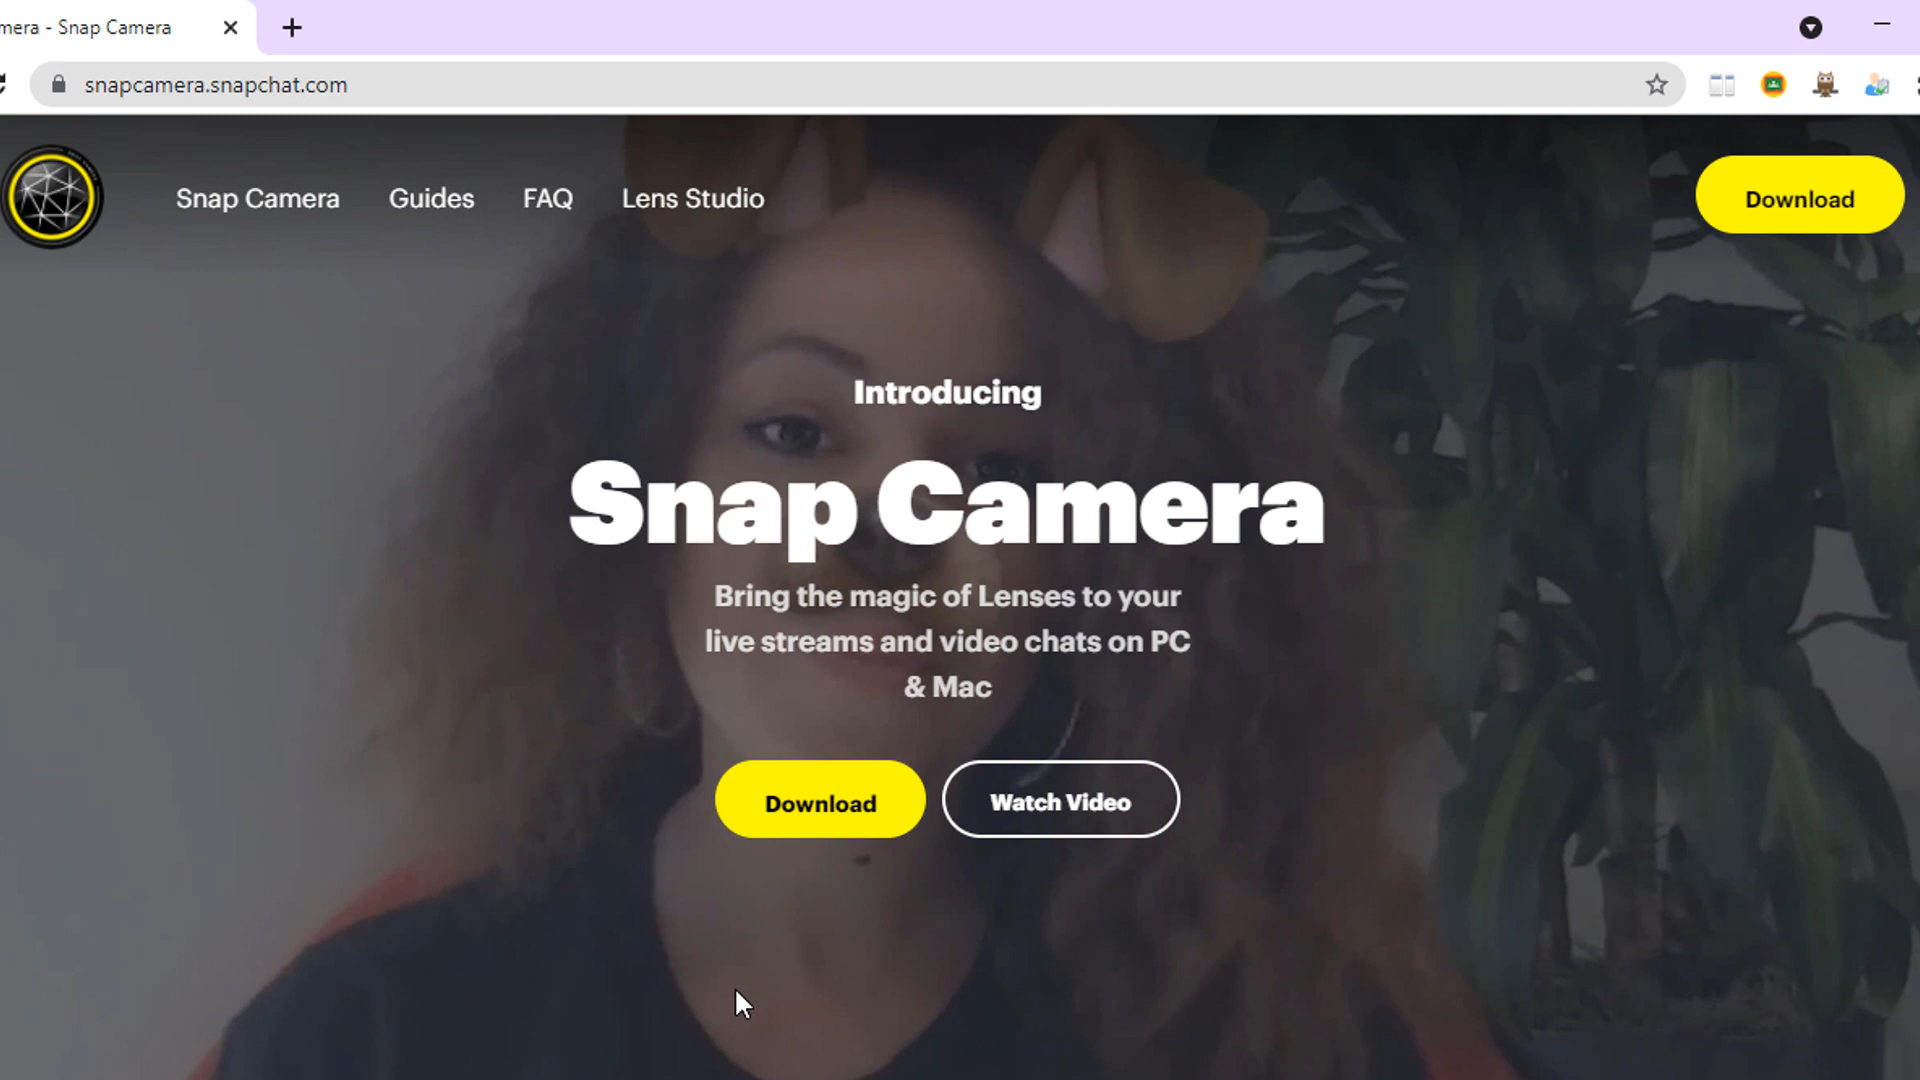 mera - Snap Camera
snapcamera.snapchat.com
Snap Camera
Guides
FAQ
Lens Studio
Download
Introducing
Snap Camera
Bring the magic of Lenses to your
live streams and video chats on PC
& Mac
Download
Watch Video